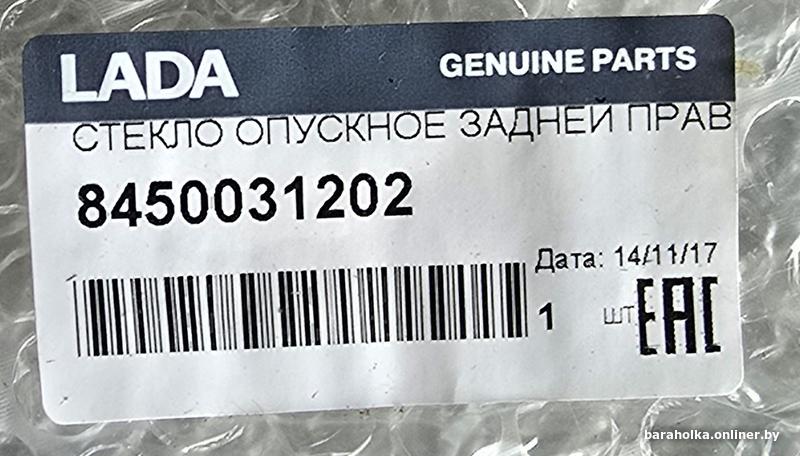 LADA GENUINE PARTS
СТЕКЛО ОПУСКНОЕ ЗАДНЕЙ ПРАВ
8450031202
Дата: 14/11/17
1 шт
EAC
baraholka.onliner.by